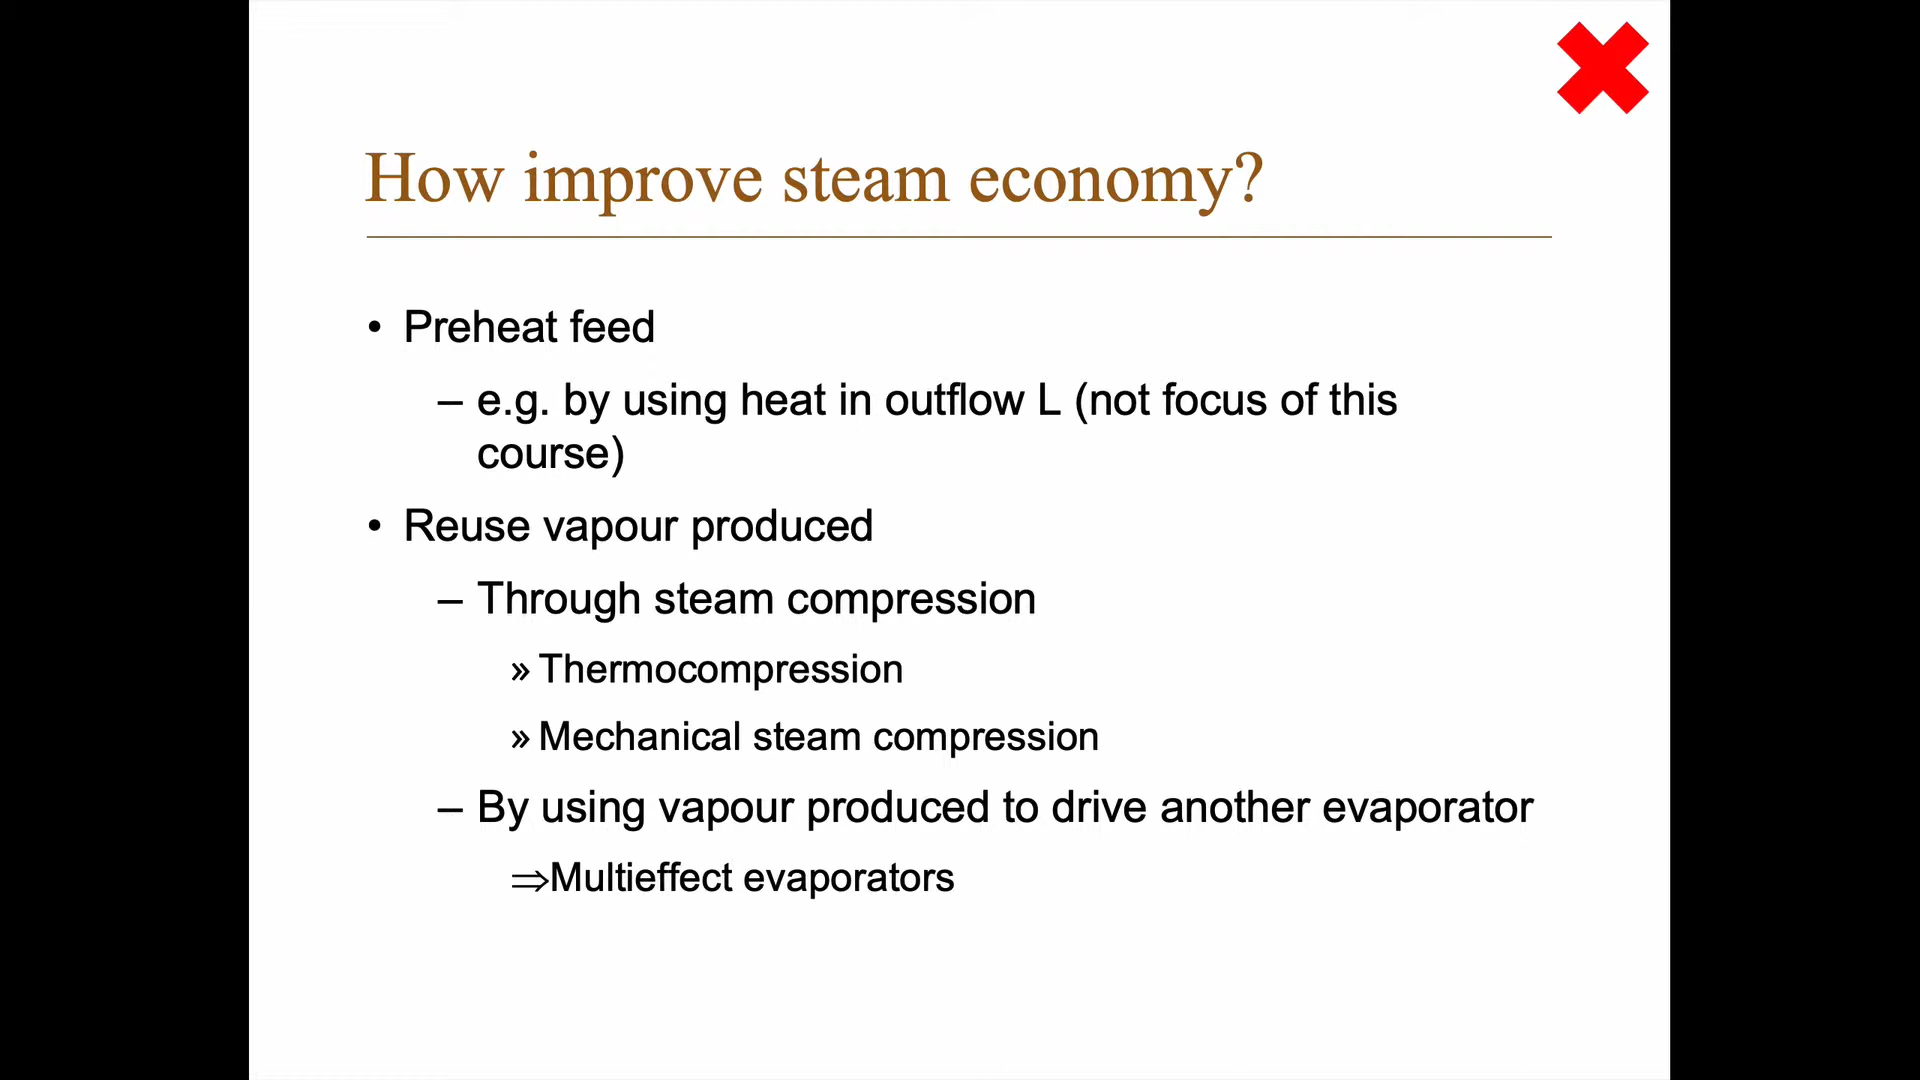 How improve steam economy?
• Preheat feed
– e.g. by using heat in outflow L (not focus of this
course)
• Reuse vapour produced
– Through steam compression
» Thermocompression
» Mechanical steam compression
– By using vapour produced to drive another evaporator
⇒Multieffect evaporators